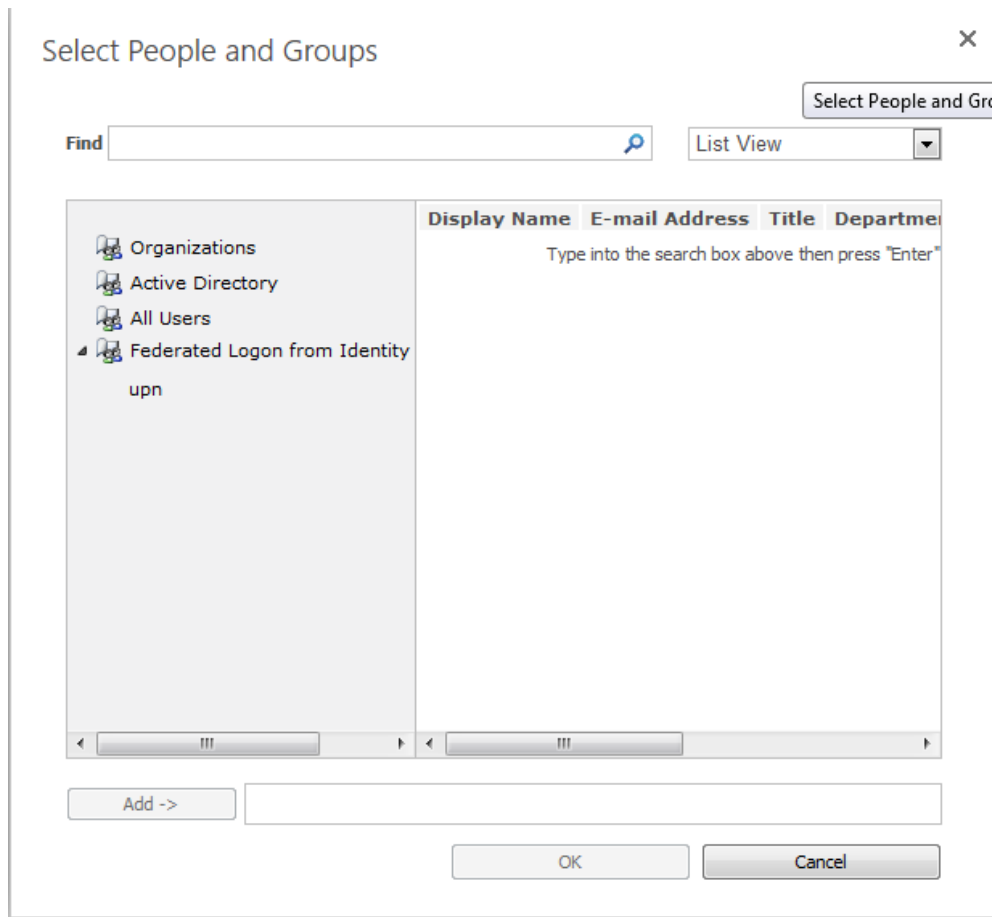 Select People and Groups
Select People and Gro
Find
List View
Display Name E-mail Address Title Departme
Organizations
Type into the search box above then press "Enter"
Active Directory
All Users
Federated Logon from Identity
upn
Add ->
OK
Cancel